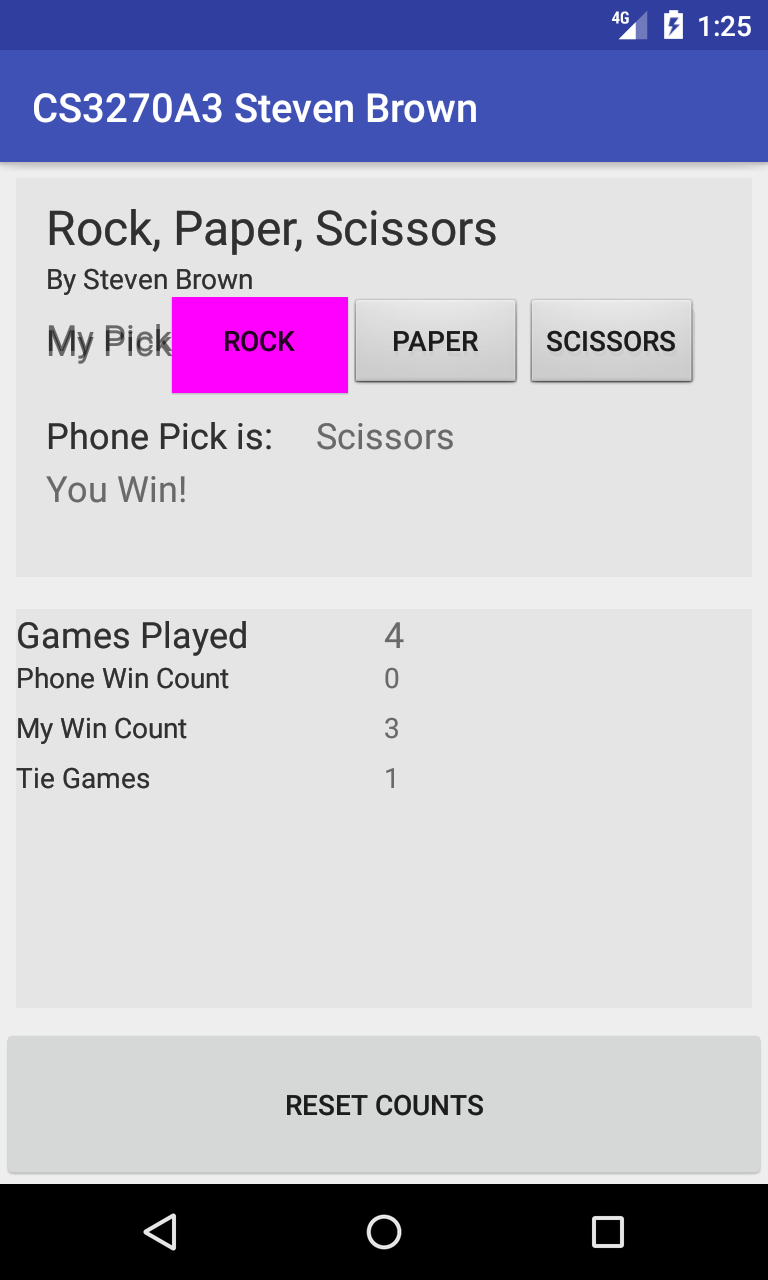 4G 1:25
CS3270A3 Steven Brown
Rock, Paper, Scissors
By Steven Brown
My Pick ROCK PAPER SCISSORS
Phone Pick is: Scissors
You Win!
Games Played 4
Phone Win Count 0
My Win Count 3
Tie Games 1
RESET COUNTS